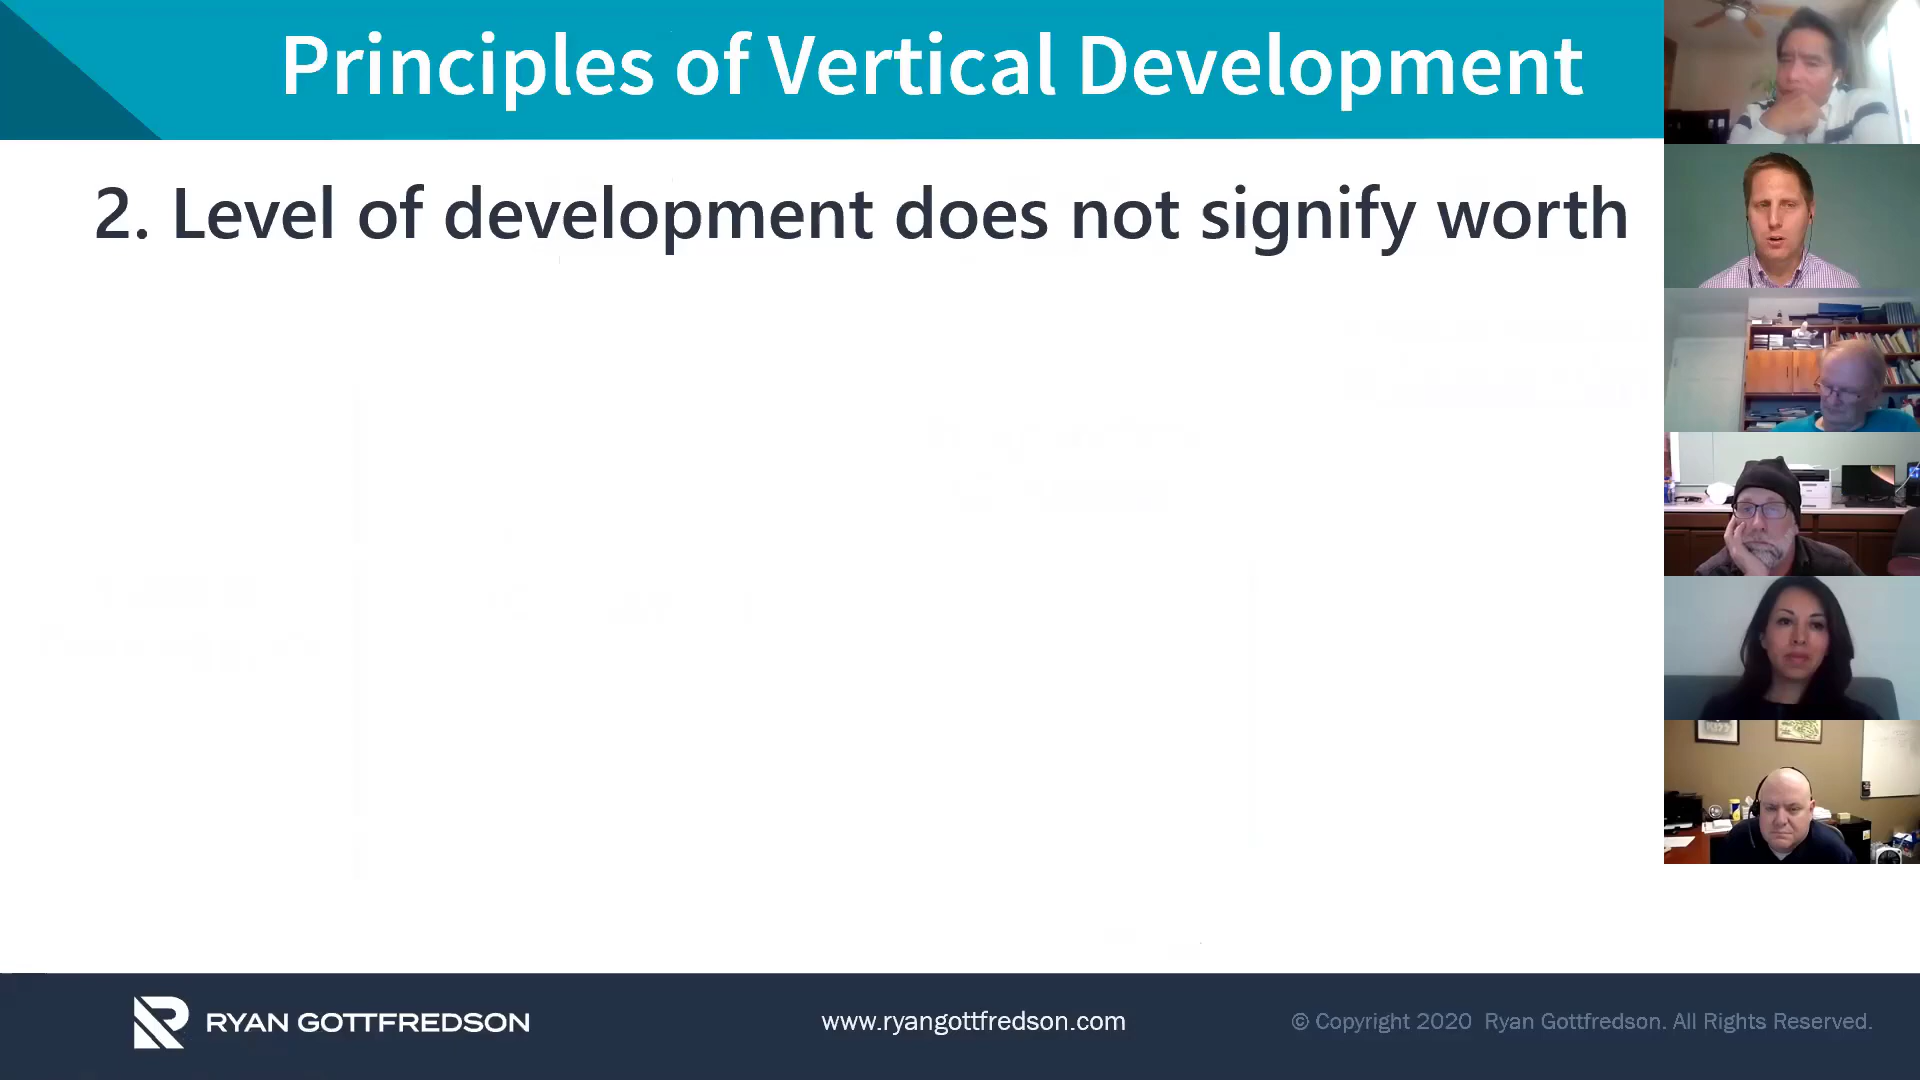 Principles of Vertical Development
2. Level of development does not signify worth
RYAN GOTTFREDSON
www.ryangottfredson.com
© Copyright 2020 Ryan Gottfredson. All Rights Reserved.